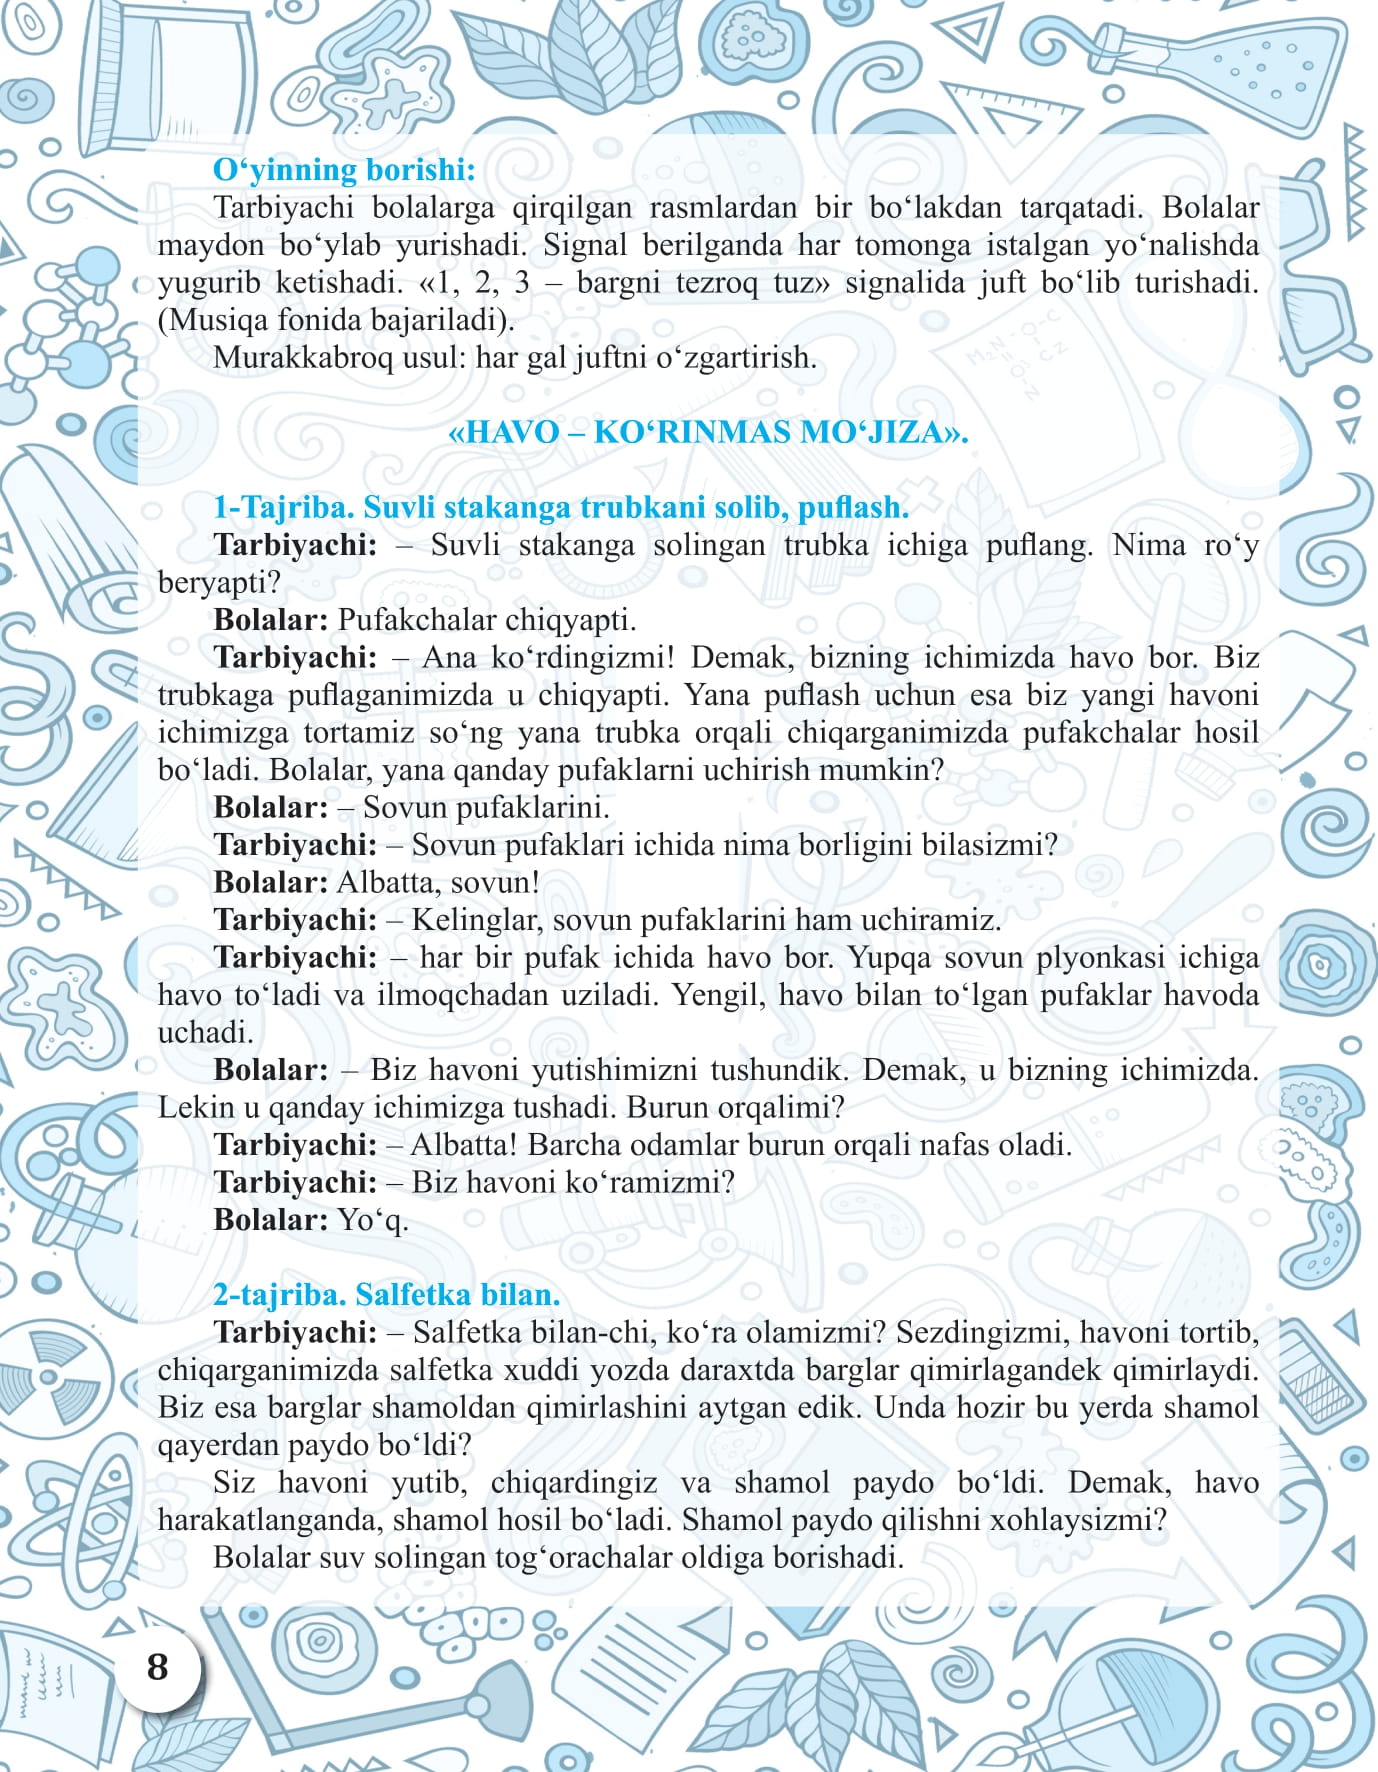 O‘yinning borishi:
Tarbiyachi bolalarga qirqilgan rasmlardan bir bo‘lakdan tarqatadi. Bolalar
maydon bo‘ylab yurishadi. Signal berilganda har tomonga istalgan yo‘nalishda
yugurib ketishadi. «1, 2, 3 – bargni tezroq tuz» signalida juft bo‘lib turishadi.
(Musiqa fonida bajariladi).
Murakkabroq usul: har gal juftni o‘zgartirish.
«HAVO – KO‘RINMAS MO‘JIZA».
1-Tajriba. Suvli stakanga trubkani solib, puflash.
Tarbiyachi: – Suvli stakanga solingan trubka ichiga puflang. Nima ro‘y
beryapti?
Bolalar: Pufakchalar chiqyapti.
Tarbiyachi: – Ana ko‘rdingizmi! Demak, bizning ichimizda havo bor. Biz
trubkaga puflaganimizda u chiqyapti. Yana puflash uchun esa biz yangi havoni
ichimizga tortamiz so‘ng yana trubka orqali chiqarganimizda pufakchalar hosil
bo‘ladi. Bolalar, yana qanday pufaklarni uchirish mumkin?
Bolalar: – Sovun pufaklarini.
Tarbiyachi: – Sovun pufaklari ichida nima borligini bilasizmi?
Bolalar: Albatta, sovun!
Tarbiyachi: – Kelinglar, sovun pufaklarini ham uchiramiz.
Tarbiyachi: – har bir pufak ichida havo bor. Yupqa sovun plyonkasi ichiga
havo to‘ladi va ilmoqchadan uziladi. Yengil, havo bilan to‘lgan pufaklar havoda
uchadi.
Bolalar: – Biz havoni yutishimizni tushundik. Demak, u bizning ichimizda.
Lekin u qanday ichimizga tushadi. Burun orqalimi?
Tarbiyachi: – Albatta! Barcha odamlar burun orqali nafas oladi.
Tarbiyachi: – Biz havoni ko‘ramizmi?
Bolalar: Yo‘q.
2-tajriba. Salfetka bilan.
Tarbiyachi: – Salfetka bilan-chi, ko‘ra olamizmi? Sezdingizmi, havoni tortib,
chiqarganimizda salfetka xuddi yozda daraxtda barglar qimirlagandek qimirlaydi.
Biz esa barglar shamoldan qimirlashini aytgan edik. Unda hozir bu yerda shamol
qayerdan paydo bo‘ldi?
Siz havoni yutib, chiqardingiz va shamol paydo bo‘ldi. Demak, havo
harakatlanganda, shamol hosil bo‘ladi. Shamol paydo qilishni xohlaysizmi?
Bolalar suv solingan tog‘orachalar oldiga borishadi.
8